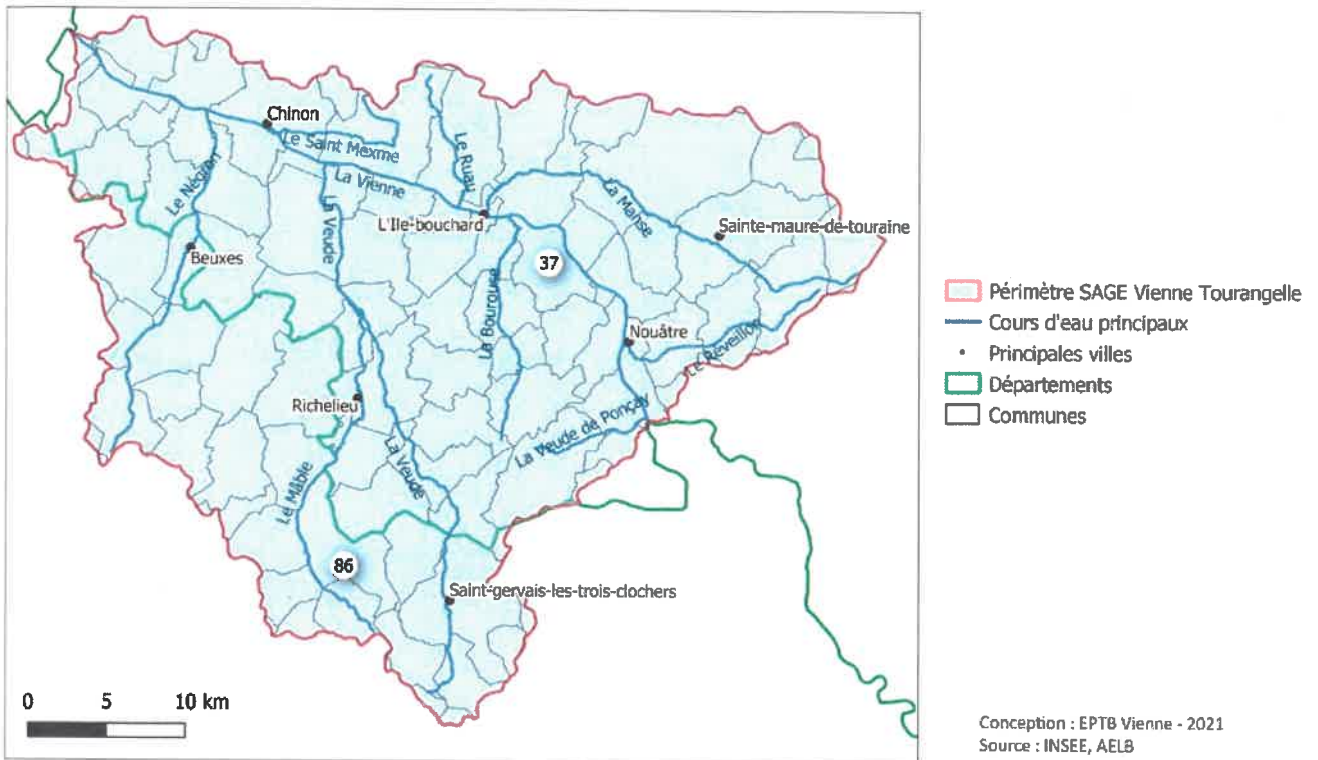 Chinon
Le Saint Mexme
Le Ruau
Le Négron
La Vienne
La Veude
La Manse
L'Ile-bouchard
Sainte-maure-de-touraine
Beuxes
37
La Bourouse
Nouâtre
Le Réveillon
Richelieu
La Veude de Ponçay
La Veude
Le Mâble
86
Saint-gervais-les-trois-clochers
0 5 10 km
Périmètre SAGE Vienne Tourangelle
Cours d'eau principaux
Principales villes
Départements
Communes
Conception : EPTB Vienne - 2021
Source : INSEE, AELB